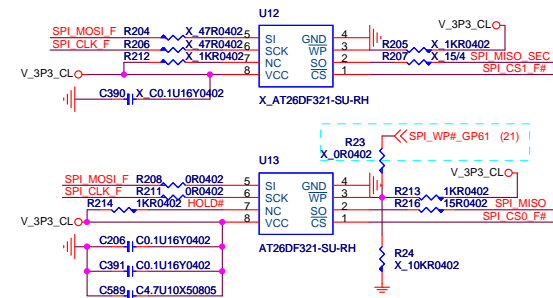 U12
V_3P3_CL
SPI_MOSI_F R204 X_47R0402 5 SI GND 4
SPI_CLK_F R206 X_47R0402 6 SCK WP 3 R205 X_1KR0402
R212 X_1KR0402 7 NC SO 2 R207 X_15/4 SPI_MISO_SEC
V_3P3_CL 8 VCC CS 1 SPI_CS1_F#
C390 X_C0.1U16Y0402
X_AT26DF321-SU-RH
R23 SPI_WP#_GP61 (21)
X_0R0402
U13
V_3P3_CL
SPI_MOSI_F R208 0R0402 5 SI GND 4
SPI_CLK_F R211 0R0402 6 SCK WP 3 R213 1KR0402
R214 1KR0402 HOLD# 7 NC SO 2 R216 15R0402 SPI_MISO
V_3P3_CL 8 VCC CS 1 SPI_CS0_F#
C206 C0.1U16Y0402
AT26DF321-SU-RH
R24
X_10KR0402
C391 C0.1U16Y0402
C589 C4.7U10X50805